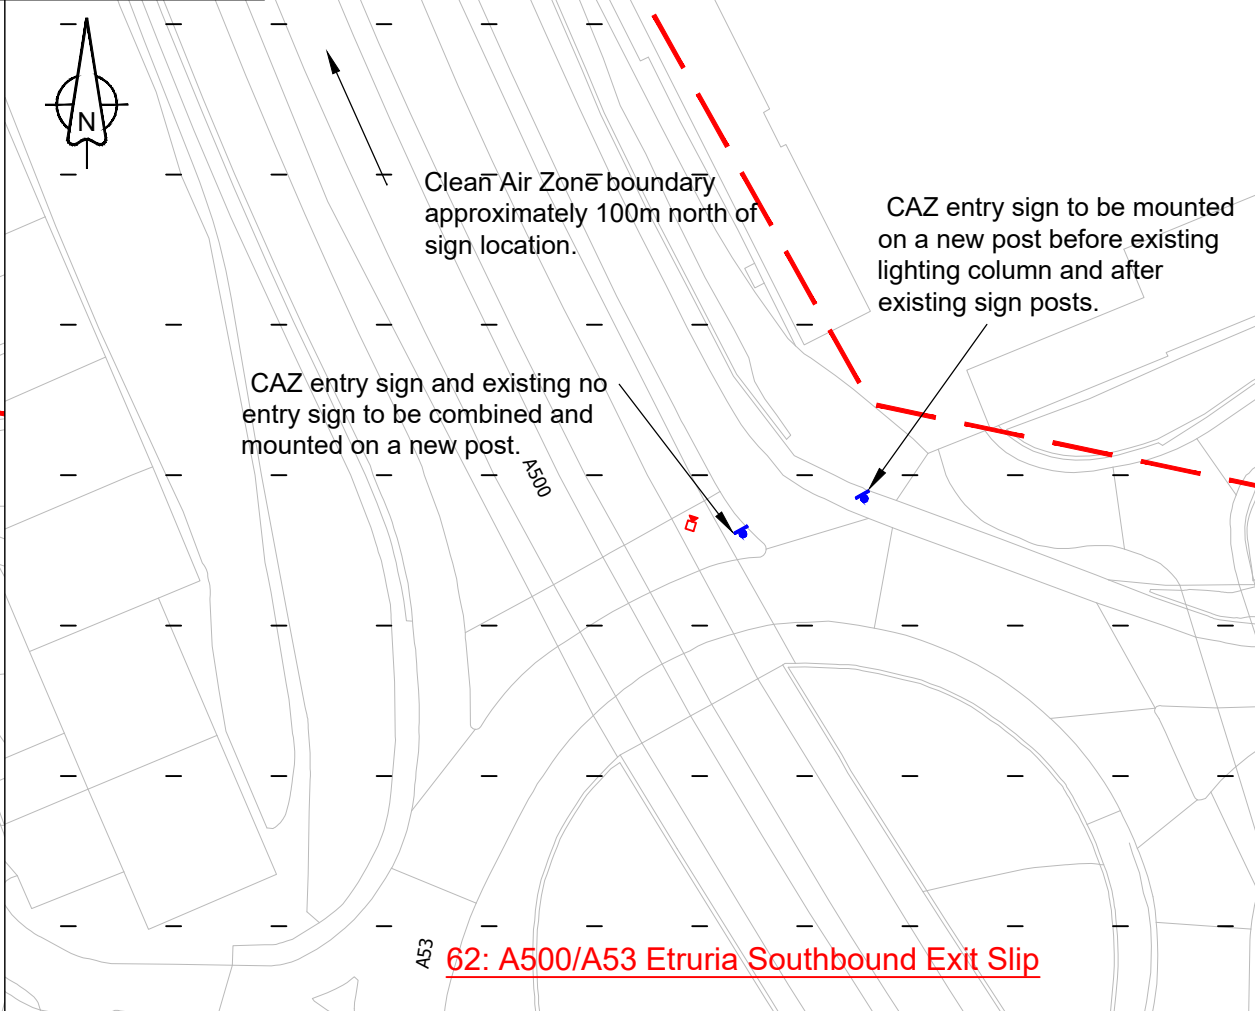 N
Clean Air Zone boundary
approximately 100m north of
sign location.
CAZ entry sign to be mounted
on a new post before existing
lighting column and after
existing sign posts.
CAZ entry sign and existing no
entry sign to be combined and
mounted on a new post.
A500
A53
62: A500/A53 Etruria Southbound Exit Slip